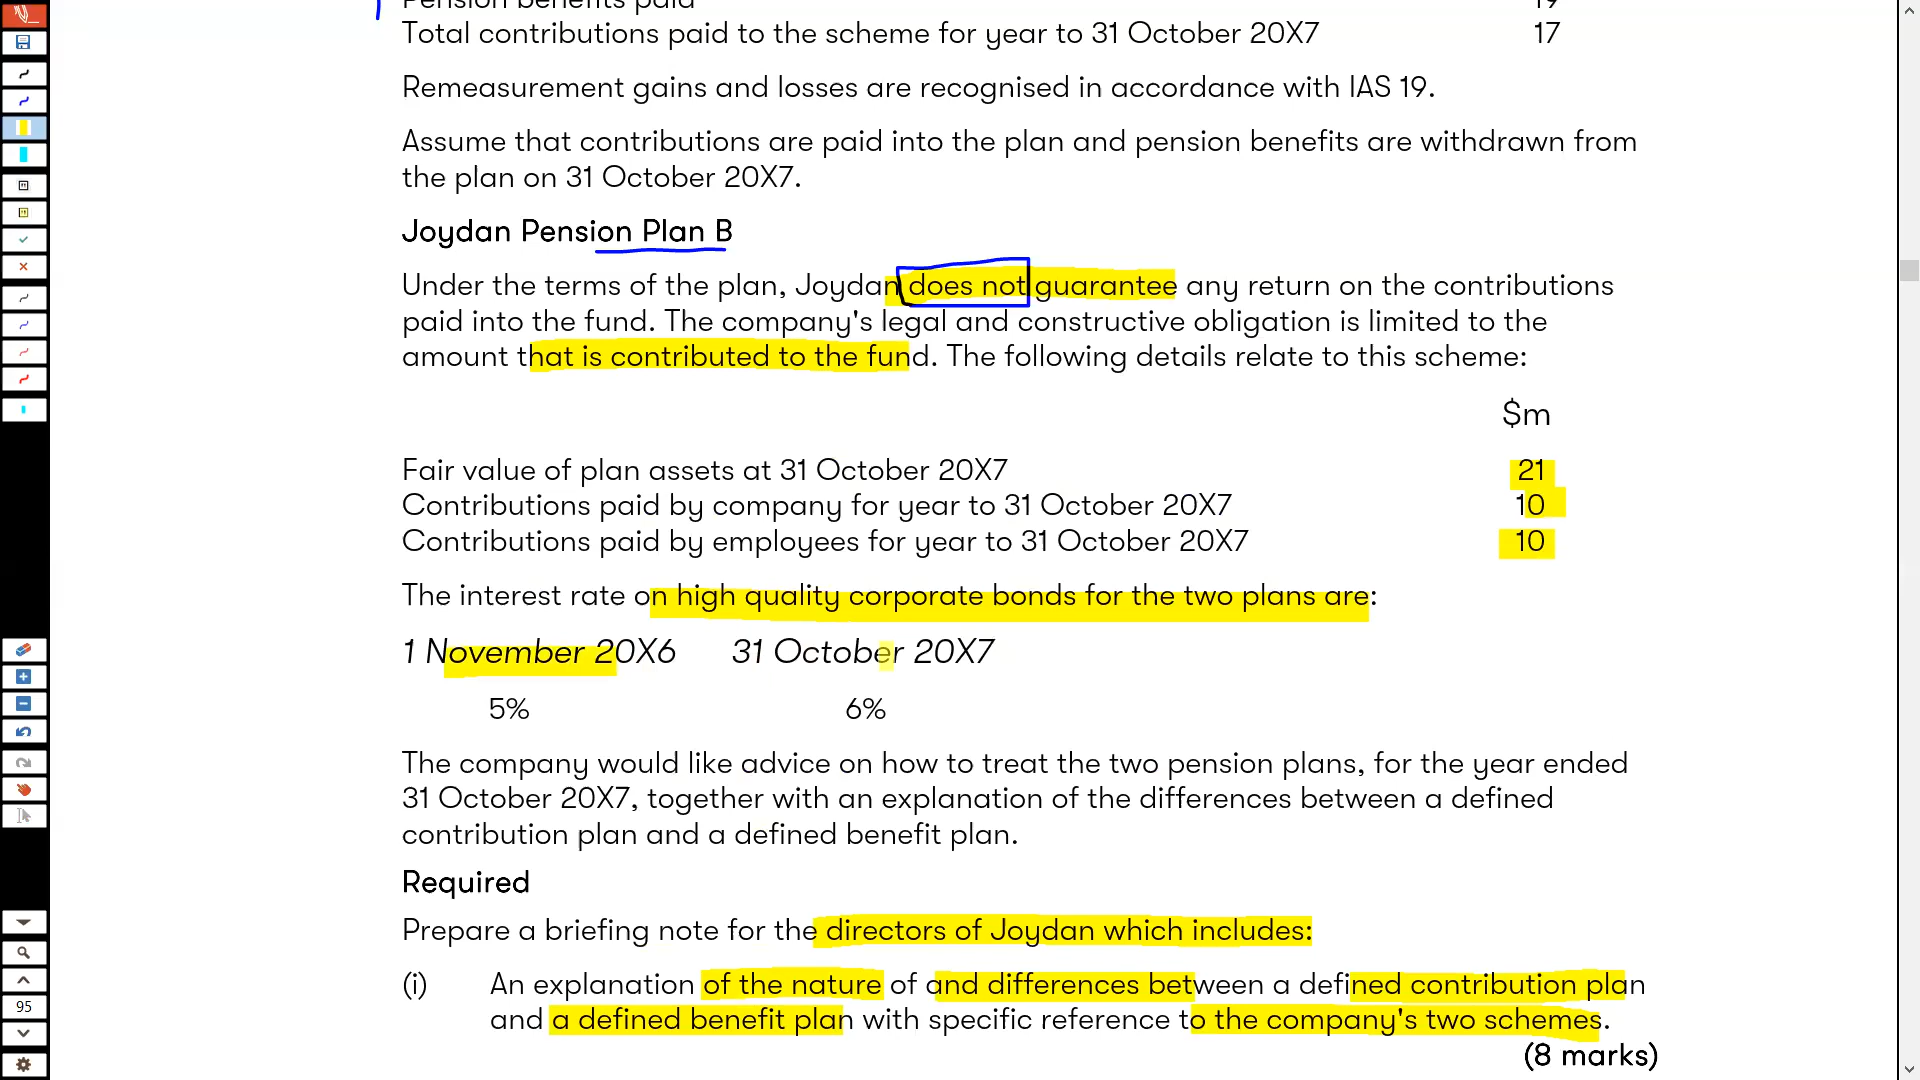 Pension benefits paid 19
Total contributions paid to the scheme for year to 31 October 20X7 17
Remeasurement gains and losses are recognised in accordance with IAS 19.
Assume that contributions are paid into the plan and pension benefits are withdrawn from
the plan on 31 October 20X7.
Joydan Pension Plan B
Under the terms of the plan, Joydan does not guarantee any return on the contributions
paid into the fund. The company's legal and constructive obligation is limited to the
amount that is contributed to the fund. The following details relate to this scheme:
$m
Fair value of plan assets at 31 October 20X7 21
Contributions paid by company for year to 31 October 20X7 10
Contributions paid by employees for year to 31 October 20X7 10
The interest rate on high quality corporate bonds for the two plans are:
1 November 20X6 31 October 20X7
5% 6%
The company would like advice on how to treat the two pension plans, for the year ended
31 October 20X7, together with an explanation of the differences between a defined
contribution plan and a defined benefit plan.
Required
Prepare a briefing note for the directors of Joydan which includes:
(i) An explanation of the nature of and differences between a defined contribution plan
and a defined benefit plan with specific reference to the company's two schemes.
(8 marks)
95